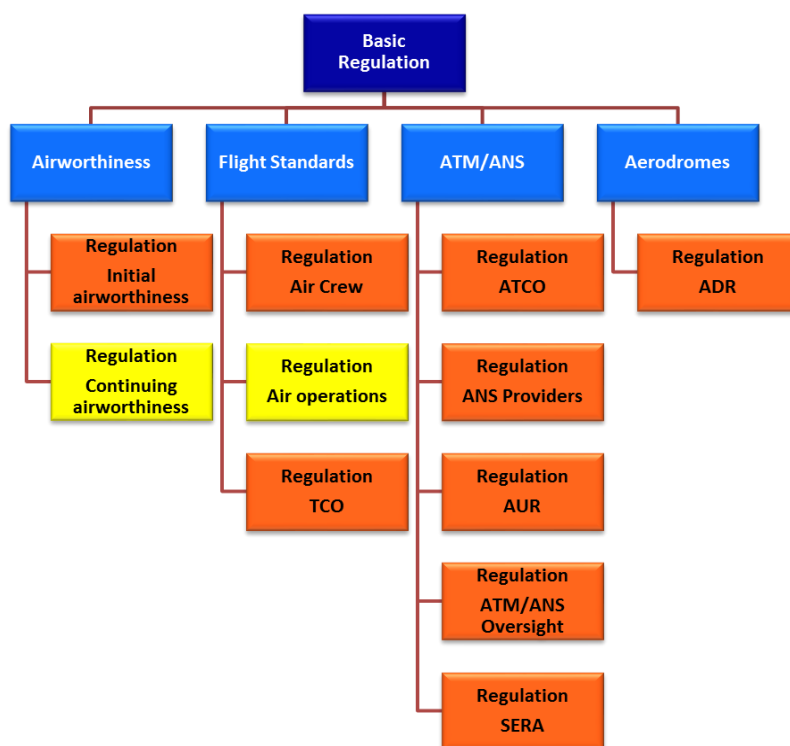 Basic
Regulation
Airworthiness
Flight Standards
ATM/ANS
Aerodromes
Regulation
Initial
airworthiness
Regulation
Air Crew
Regulation
ATCO
Regulation
ADR
Regulation
Continuing
airworthiness
Regulation
Air operations
Regulation
ANS Providers
Regulation
TCO
Regulation
AUR
Regulation
ATM/ANS
Oversight
Regulation
SERA